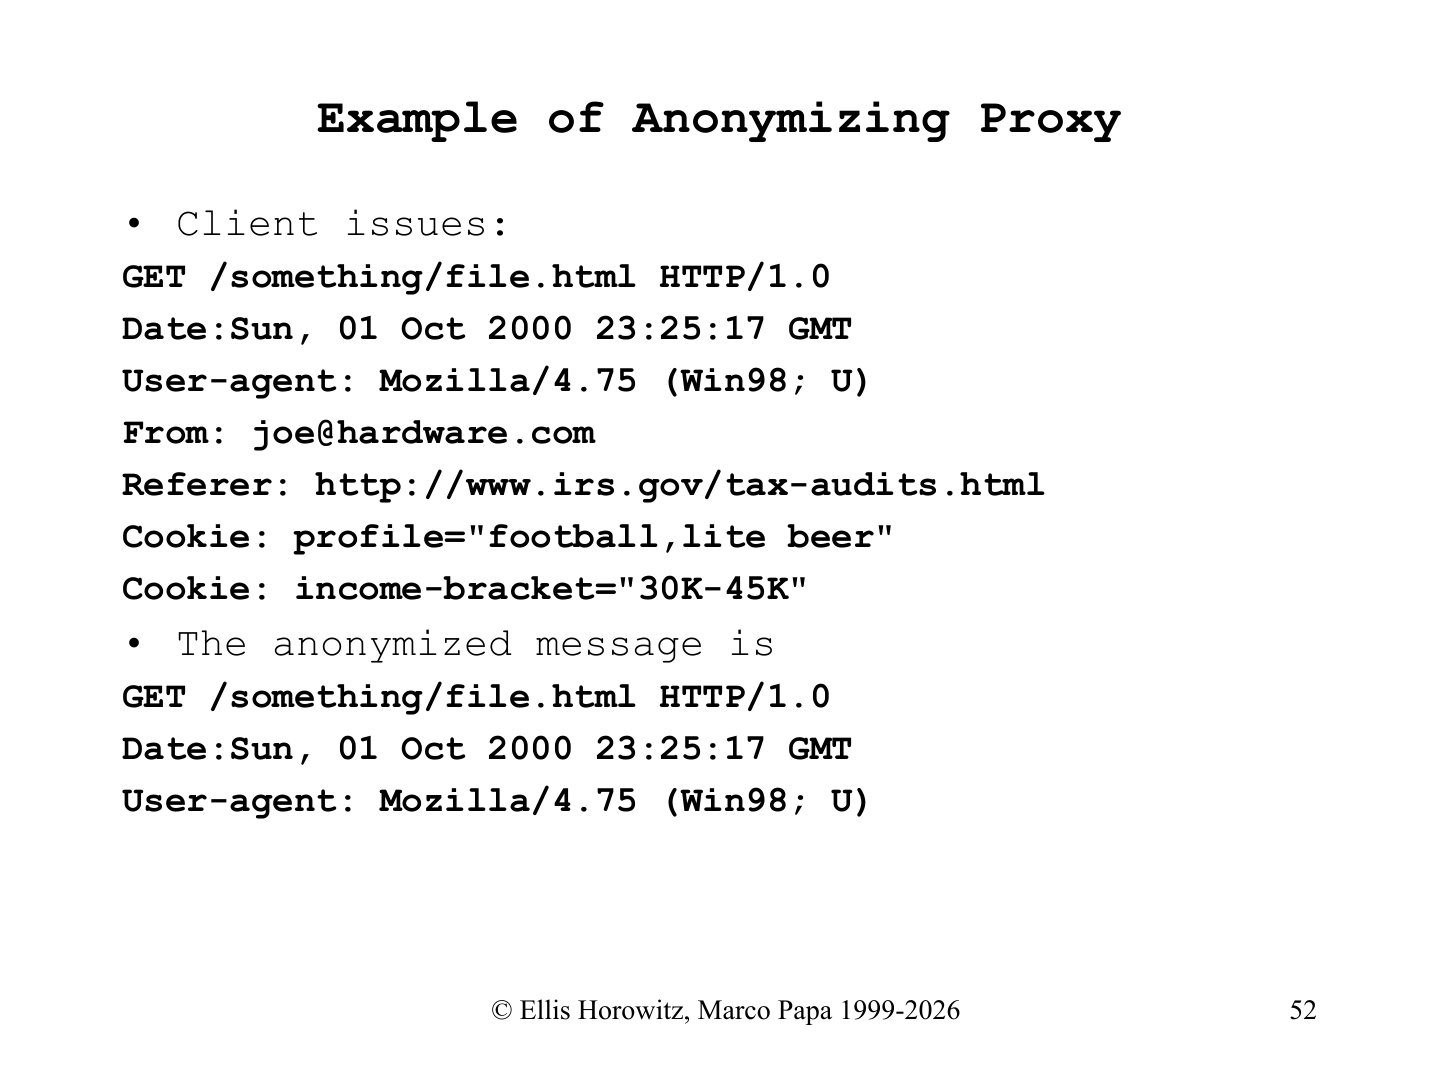 Example of Anonymizing Proxy
• Client issues:
GET /something/file.html HTTP/1.0
Date:Sun, 01 Oct 2000 23:25:17 GMT
User-agent: Mozilla/4.75 (Win98; U)
From: joe@hardware.com
Referer: http://www.irs.gov/tax-audits.html
Cookie: profile="football,lite beer"
Cookie: income-bracket="30K-45K"
• The anonymized message is
GET /something/file.html HTTP/1.0
Date:Sun, 01 Oct 2000 23:25:17 GMT
User-agent: Mozilla/4.75 (Win98; U)
© Ellis Horowitz, Marco Papa 1999-2026
52